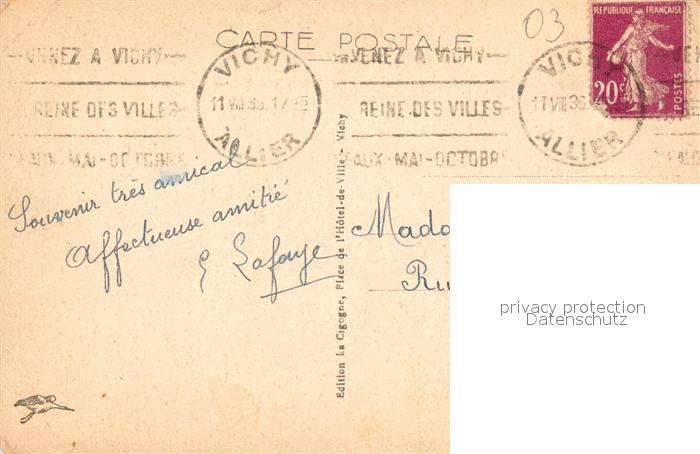 CARTE POSTALE
03
RÉPUBLIQUE FRANÇAISE
20c
POSTES
VENEZ A VICHY
REINE DES VILLES
D'EAUX-MAI-OCTOBRE
VICHY
11 VIII 36
ALLIER
VENEZ A VICHY
REINE DES VILLES
D'EAUX-MAI-OCTOBRE
VICHY
11 VIII 36
ALLIER
Souvenir très amical
Affectueuse amitié
E Lafaye
Edition La Cigogne, Place de l'Hôtel-de-Ville - Vichy
Mada
Ru
privacy protection
Datenschutz